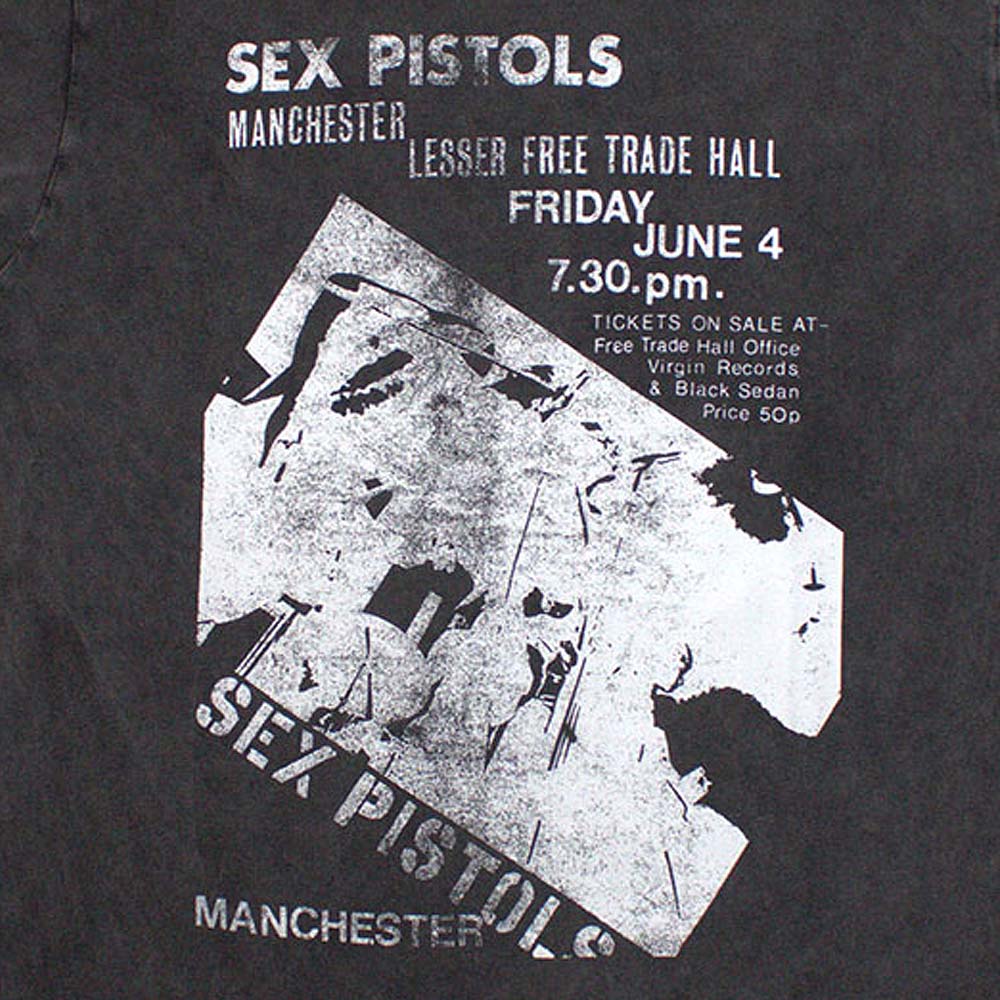 SEX PISTOLS
MANCHESTER
LESSER FREE TRADE HALL
FRIDAY
JUNE 4
7.30.pm.
TICKETS ON SALE AT-
Free Trade Hall Office
Virgin Records
& Black Sedan
Price 50p
SEX PISTOLS
MANCHESTER